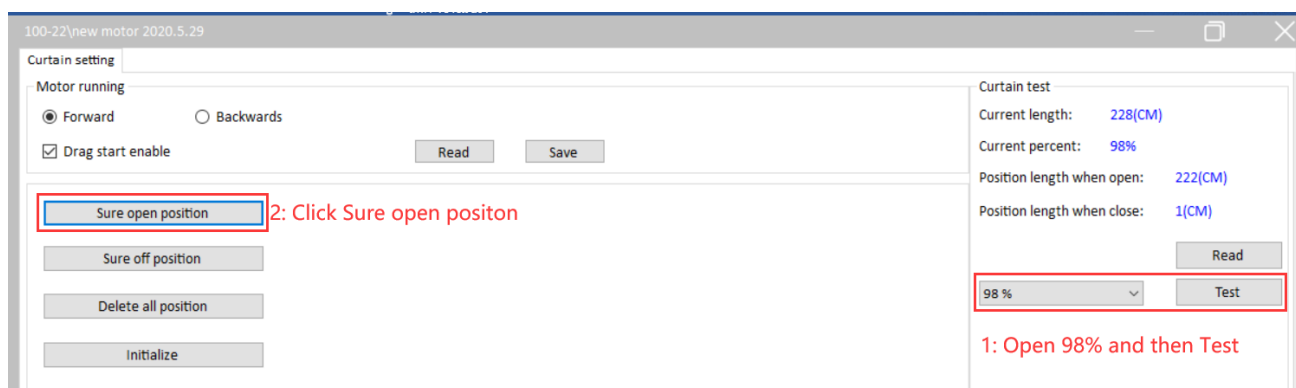 100-22\new motor 2020.5.29
Curtain setting
Motor running
Forward
Backwards
Drag start enable
Read
Save
Sure open position
2: Click Sure open positon
Sure off position
Delete all position
Initialize
Curtain test
Current length: 228(CM)
Current percent: 98%
Position length when open: 222(CM)
Position length when close: 1(CM)
Read
98 %
Test
1: Open 98% and then Test